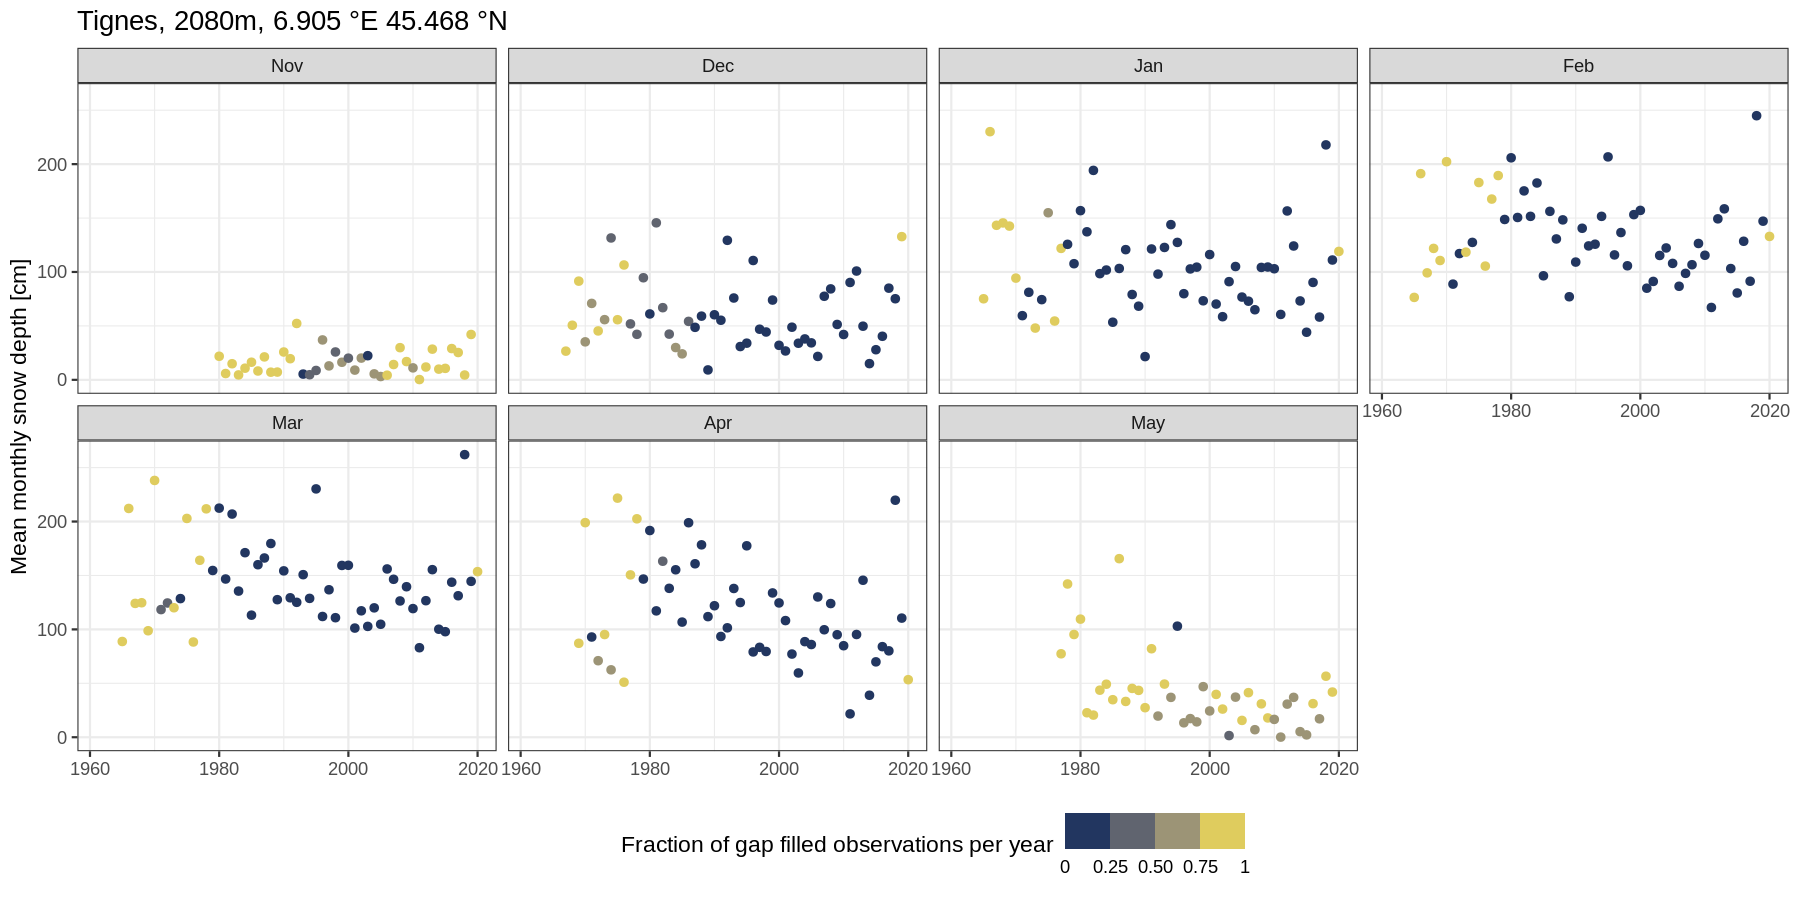 Tignes, 2080m, 6.905 °E 45.468 °N
Nov
Dec
Jan
Feb
200
100
0
1960 1980 2000 2020
Mean monthly snow depth [cm]
Mar
Apr
May
200
100
0
1960 1980 2000 2020
1960 1980 2000 2020
1960 1980 2000 2020
Fraction of gap filled observations per year
0 0.25 0.50 0.75 1